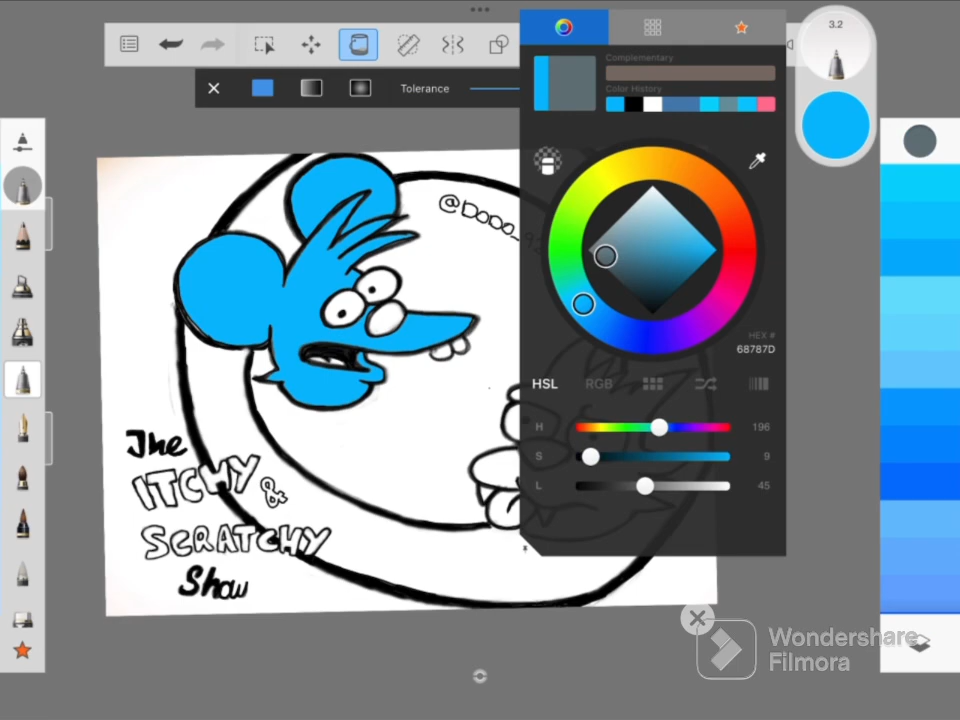 3.2
Complementary
Color History
Tolerance
HEX #
68787D
HSL RGB
H 196
S 9
L 45
The
ITCHY &
SCRATCHY
Show
Wondershare
Filmora